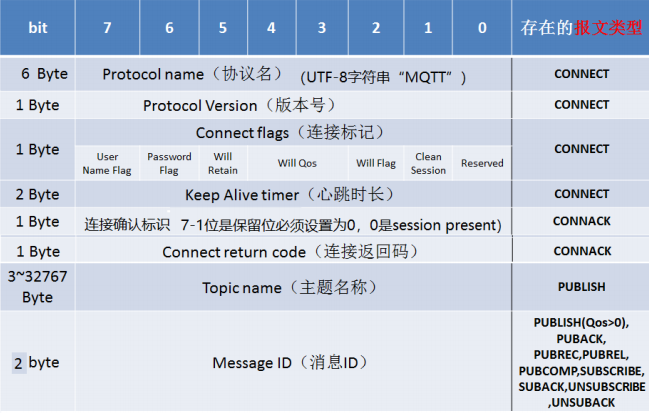 bit 7 6 5 4 3 2 1 0 存在的报文类型
6 Byte Protocol name（协议名）(UTF-8字符串“MQTT”) CONNECT
1 Byte Protocol Version（版本号） CONNECT
1 Byte Connect flags（连接标记） CONNECT
User Name Flag Password Flag Will Retain Will Qos Will Flag Clean Session Reserved
2 Byte Keep Alive timer（心跳时长） CONNECT
1 Byte 连接确认标识 7-1位是保留位必须设置为0，0是session present) CONNACK
1 Byte Connect return code（连接返回码） CONNACK
3~32767 Byte Topic name（主题名称） PUBLISH
2 byte Message ID（消息ID） PUBLISH(Qos>0),
PUBACK,
PUBREC,PUBREL,
PUBCOMP,SUBSCRIBE,
SUBACK,UNSUBSCRIBE
,UNSUBACK